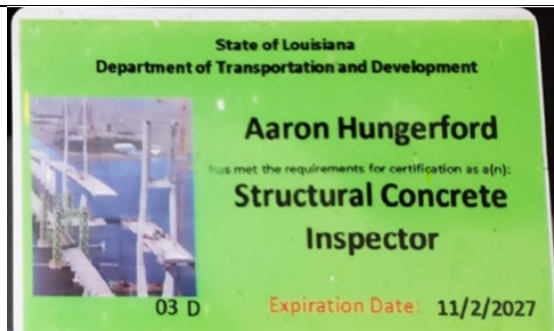 State of Louisiana
Department of Transportation and Development
Aaron Hungerford
has met the requirements for certification as a(n):
Structural Concrete
Inspector
03 D
Expiration Date: 11/2/2027